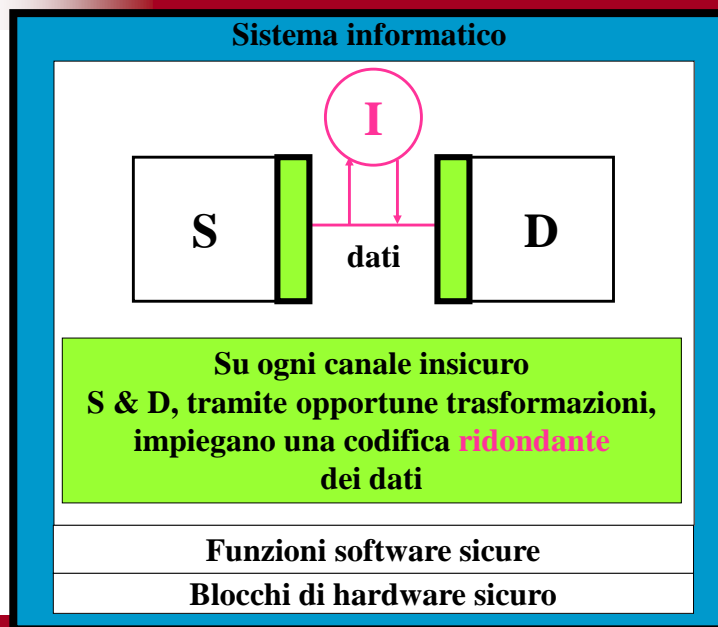 Sistema informatico
I
S
D
dati
Su ogni canale insicuro
S & D, tramite opportune trasformazioni,
impiegano una codifica ridondante
dei dati
Funzioni software sicure
Blocchi di hardware sicuro